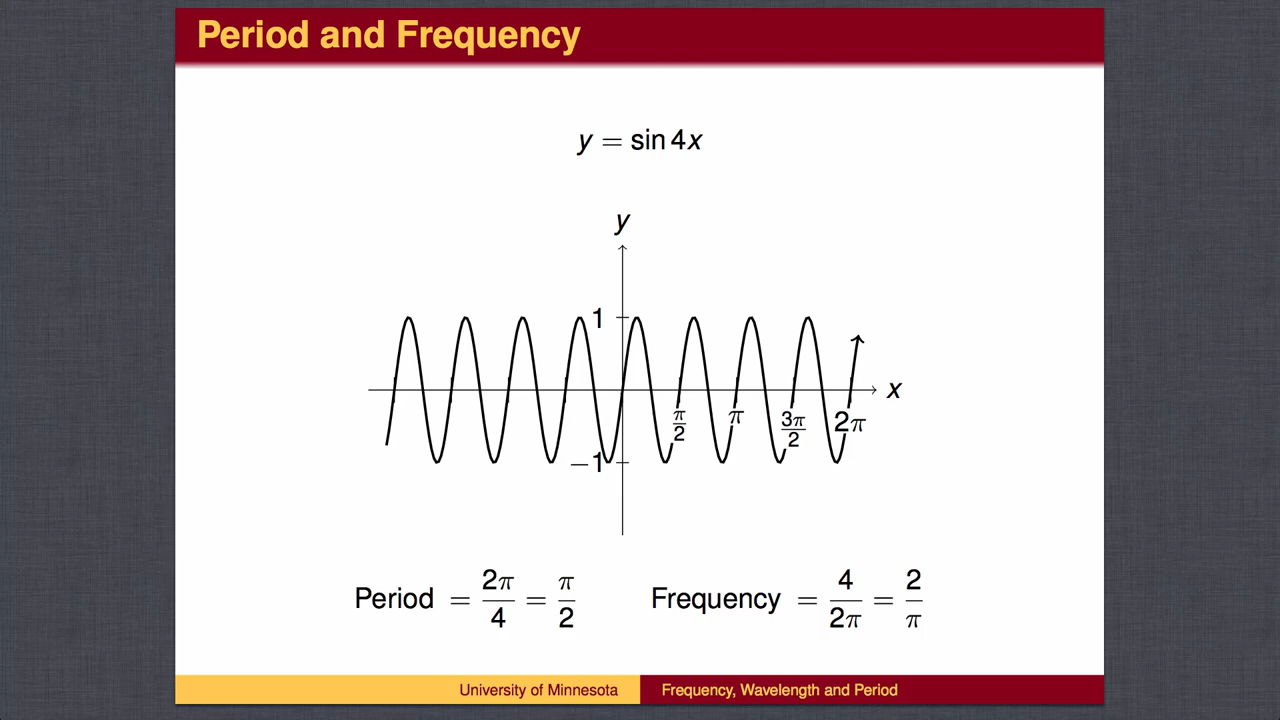 Period and Frequency
y = sin 4x
y
1
x
π/2 π 3π/2 2π
−1
Period = 2π/4 = π/2 Frequency = 4/2π = 2/π
University of Minnesota Frequency, Wavelength and Period